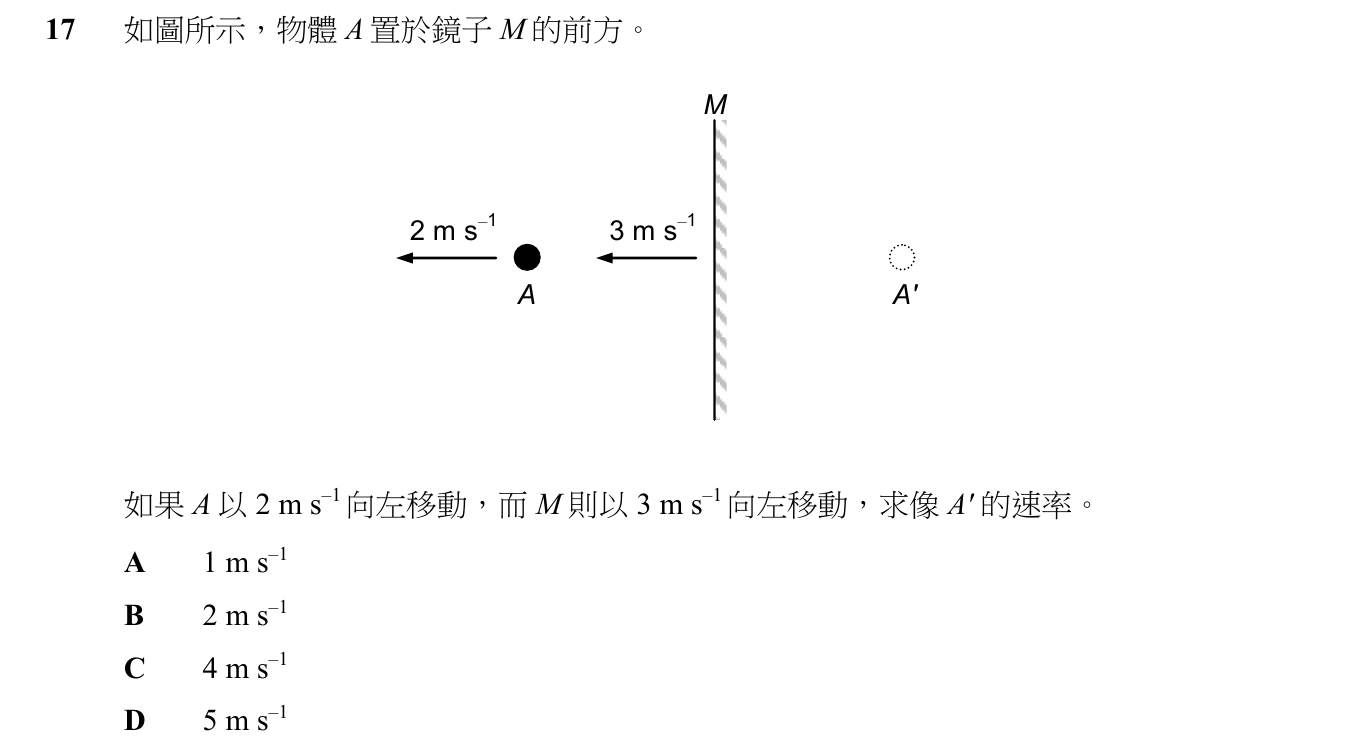 17 如圖所示，物體 A 置於鏡子 M 的前方。
M
2 m s⁻¹ 3 m s⁻¹
A A′
如果 A 以 2 m s⁻¹ 向左移動，而 M 則以 3 m s⁻¹ 向左移動，求像 A′ 的速率。
A 1 m s⁻¹
B 2 m s⁻¹
C 4 m s⁻¹
D 5 m s⁻¹